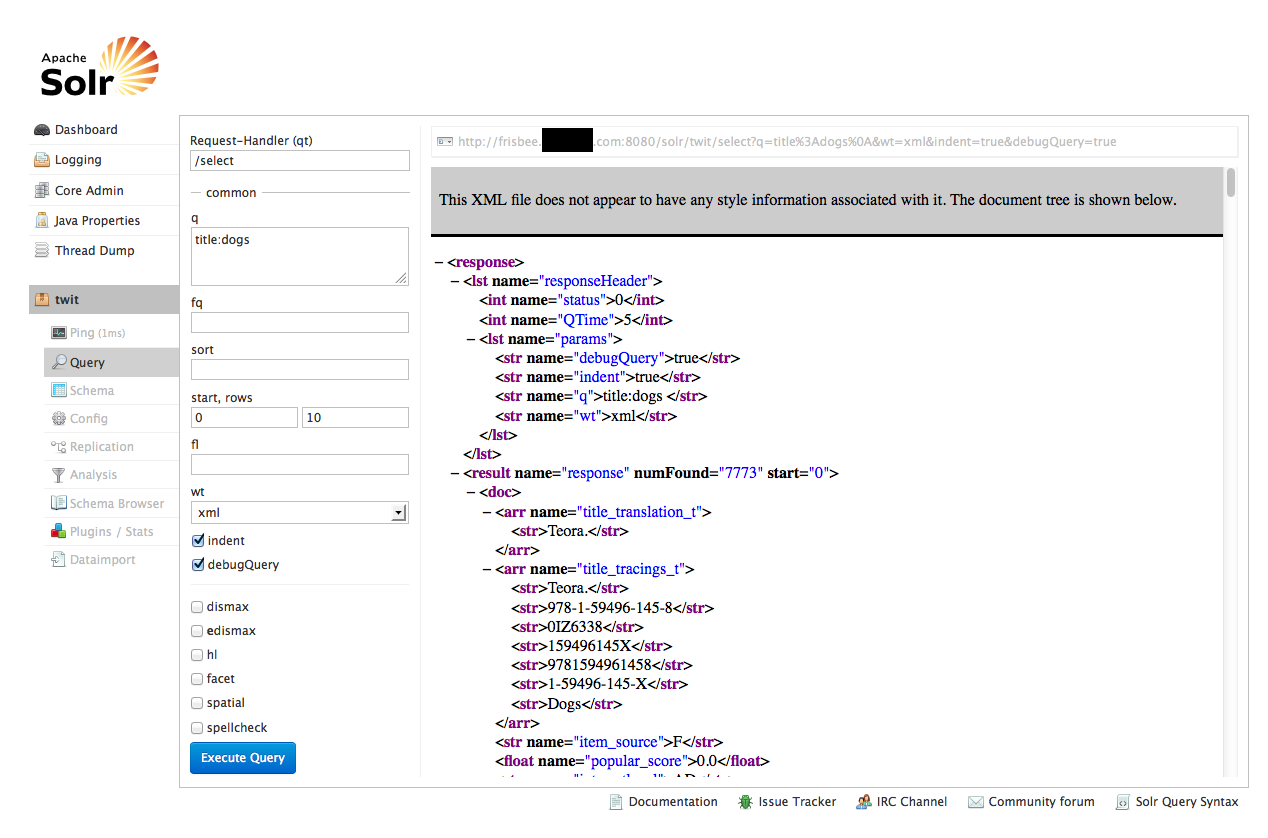 Apache
Solr
Dashboard
Logging
Core Admin
Java Properties
Thread Dump
twit
Ping (1ms)
Query
Schema
Config
Replication
Analysis
Schema Browser
Plugins / Stats
Dataimport
Request-Handler (qt)
/select
common
q
title:dogs
fq
sort
start, rows
0 10
fl
wt
xml
indent
debugQuery
dismax
edismax
hl
facet
spatial
spellcheck
Execute Query
http://frisbee. .com:8080/solr/twit/select?q=title%3Adogs%0A&wt=xml&indent=true&debugQuery=true
This XML file does not appear to have any style information associated with it. The document tree is shown below.
− <response>
− <lst name="responseHeader">
<int name="status">0</int>
<int name="QTime">5</int>
− <lst name="params">
<str name="debugQuery">true</str>
<str name="indent">true</str>
<str name="q">title:dogs </str>
<str name="wt">xml</str>
</lst>
</lst>
− <result name="response" numFound="7773" start="0">
− <doc>
− <arr name="title_translation_t">
<str>Teora.</str>
</arr>
− <arr name="title_tracings_t">
<str>Teora.</str>
<str>978-1-59496-145-8</str>
<str>0IZ6338</str>
<str>159496145X</str>
<str>9781594961458</str>
<str>1-59496-145-X</str>
<str>Dogs</str>
</arr>
<str name="item_source">F</str>
<float name="popular_score">0.0</float>
Documentation
Issue Tracker
IRC Channel
Community forum
Solr Query Syntax